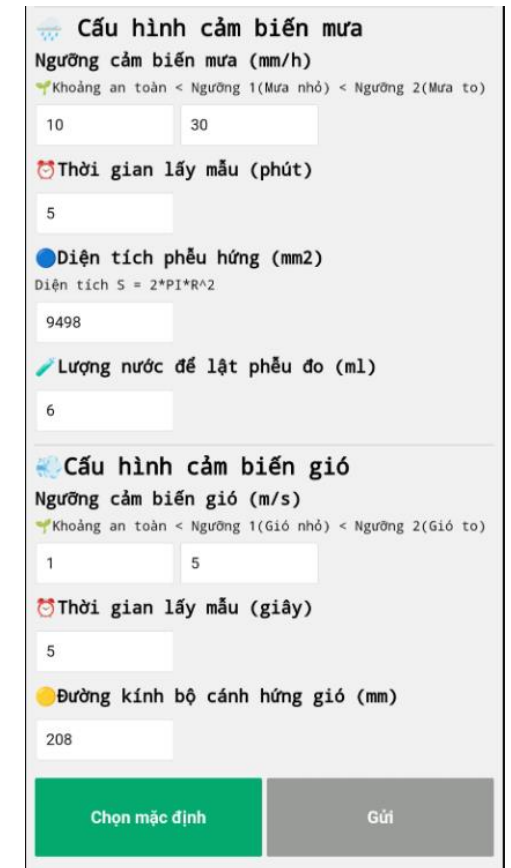 🌧️ Cấu hình cảm biến mưa
Ngưỡng cảm biến mưa (mm/h)
🌱Khoảng an toàn < Ngưỡng 1(Mưa nhỏ) < Ngưỡng 2(Mưa to)
10 30
⏰Thời gian lấy mẫu (phút)
5
🔵Diện tích phễu hứng (mm2)
Diện tích S = 2*PI*R^2
9498
🧪Lượng nước để lật phễu đo (ml)
6
💨Cấu hình cảm biến gió
Ngưỡng cảm biến gió (m/s)
🌱Khoảng an toàn < Ngưỡng 1(Gió nhỏ) < Ngưỡng 2(Gió to)
1 5
⏰Thời gian lấy mẫu (giây)
5
🟡Đường kính bộ cánh hứng gió (mm)
208
Chọn mặc định Gửi